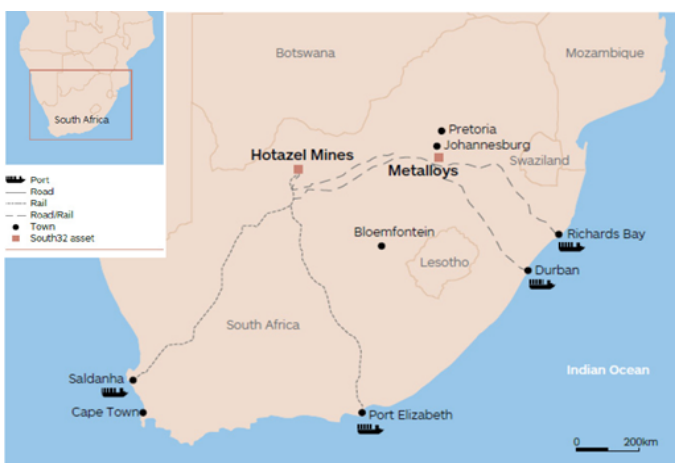 Botswana
Mozambique
South Africa
Pretoria
Johannesburg
Hotazel Mines
Swaziland
Metalloys
Port
Road
Rail
Road/Rail
Town
South32 asset
Bloemfontein
Richards Bay
Lesotho
Durban
South Africa
Indian Ocean
Saldanha
Cape Town
Port Elizabeth
0 200km